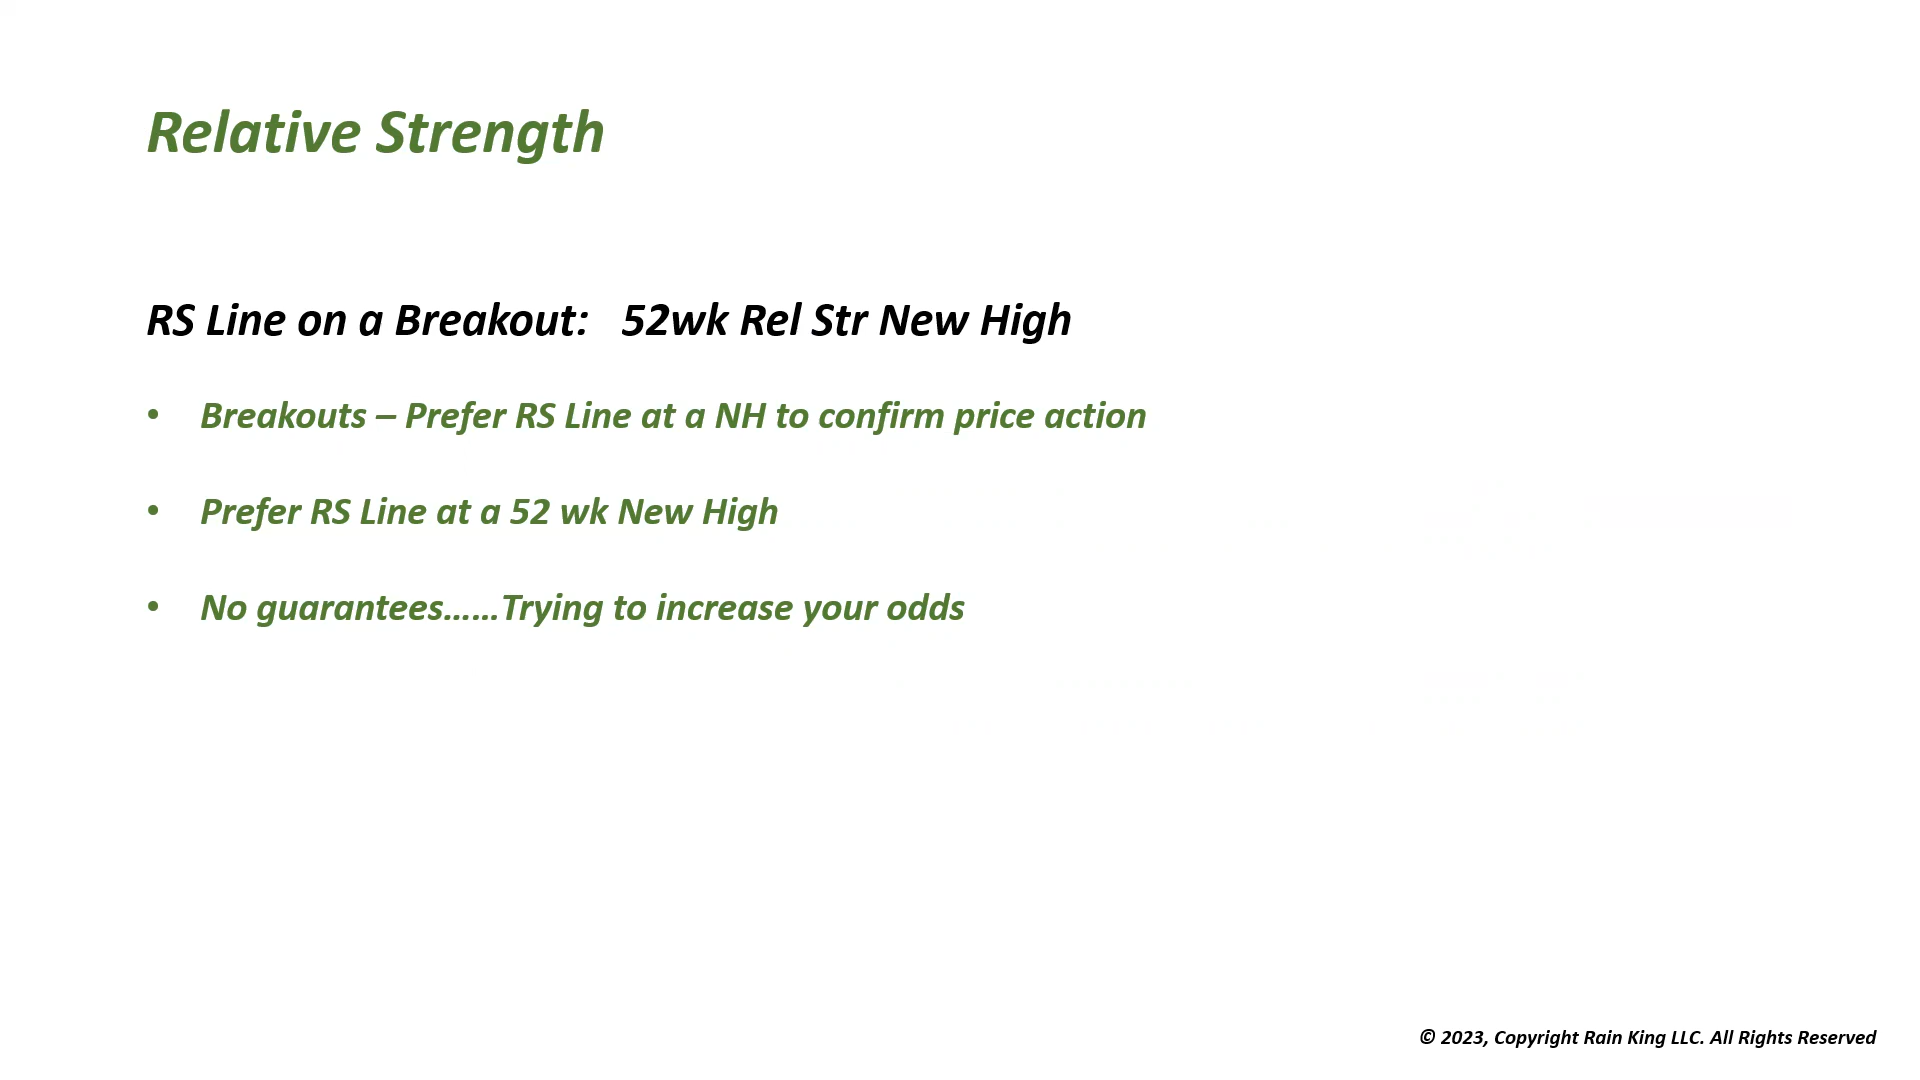 Relative Strength
RS Line on a Breakout: 52wk Rel Str New High
• Breakouts – Prefer RS Line at a NH to confirm price action
• Prefer RS Line at a 52 wk New High
• No guarantees……Trying to increase your odds
© 2023, Copyright Rain King LLC. All Rights Reserved